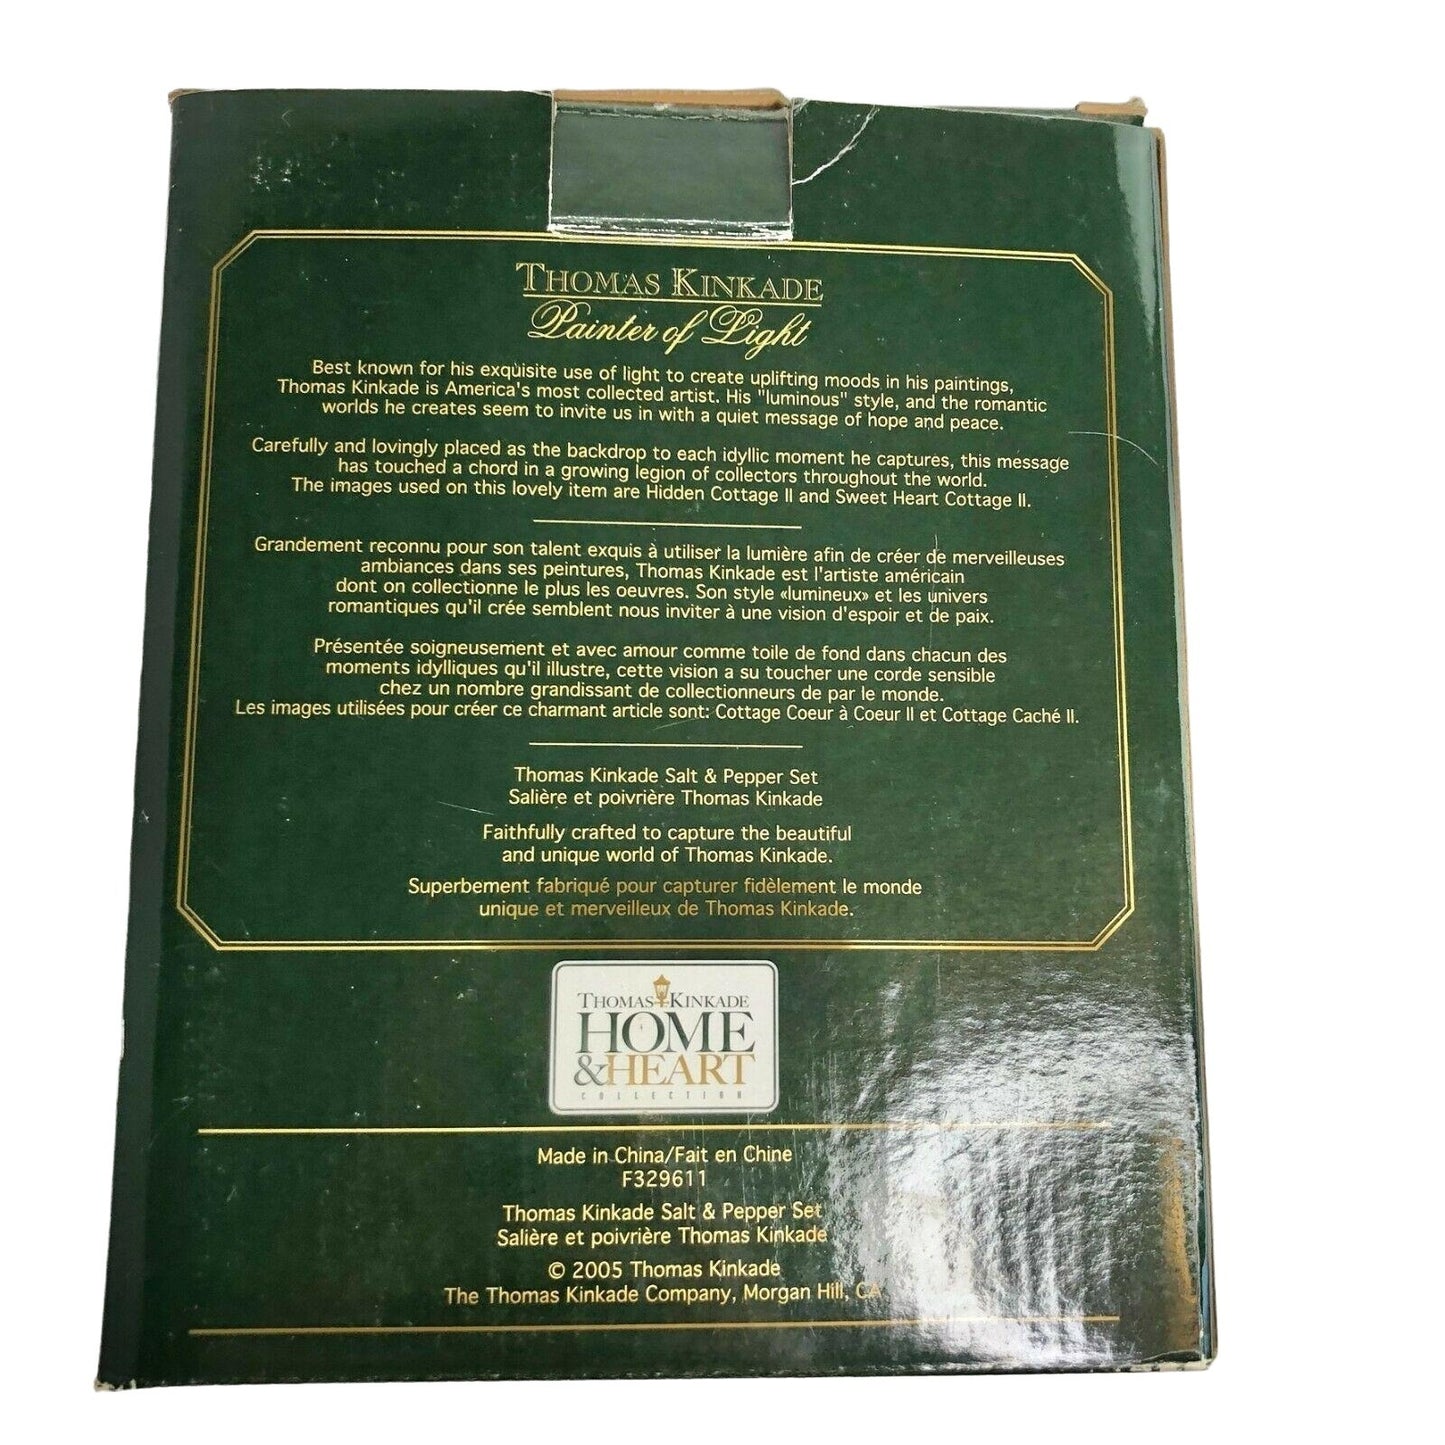 THOMAS KINKADE
Painter of Light
Best known for his exquisite use of light to create uplifting moods in his paintings,
Thomas Kinkade is America's most collected artist. His "luminous" style, and the romantic
worlds he creates seem to invite us in with a quiet message of hope and peace.
Carefully and lovingly placed as the backdrop to each idyllic moment he captures, this message
has touched a chord in a growing legion of collectors throughout the world.
The images used on this lovely item are Hidden Cottage II and Sweet Heart Cottage II.
Grandement reconnu pour son talent exquis à utiliser la lumière afin de créer de merveilleuses
ambiances dans ses peintures, Thomas Kinkade est l'artiste américain
dont on collectionne le plus les oeuvres. Son style «lumineux» et les univers
romantiques qu'il crée semblent nous inviter à une vision d'espoir et de paix.
Présentée soigneusement et avec amour comme toile de fond dans chacun des
moments idylliques qu'il illustre, cette vision a su toucher une corde sensible
chez un nombre grandissant de collectionneurs de par le monde.
Les images utilisées pour créer ce charmant article sont: Cottage Coeur à Coeur II et Cottage Caché II.
Thomas Kinkade Salt & Pepper Set
Salière et poivrière Thomas Kinkade
Faithfully crafted to capture the beautiful
and unique world of Thomas Kinkade.
Superbement fabriqué pour capturer fidèlement le monde
unique et merveilleux de Thomas Kinkade.
THOMAS KINKADE
HOME
&HEART
COLLECTION
Made in China/Fait en Chine
F329611
Thomas Kinkade Salt & Pepper Set
Salière et poivrière Thomas Kinkade
© 2005 Thomas Kinkade
The Thomas Kinkade Company, Morgan Hill, CA